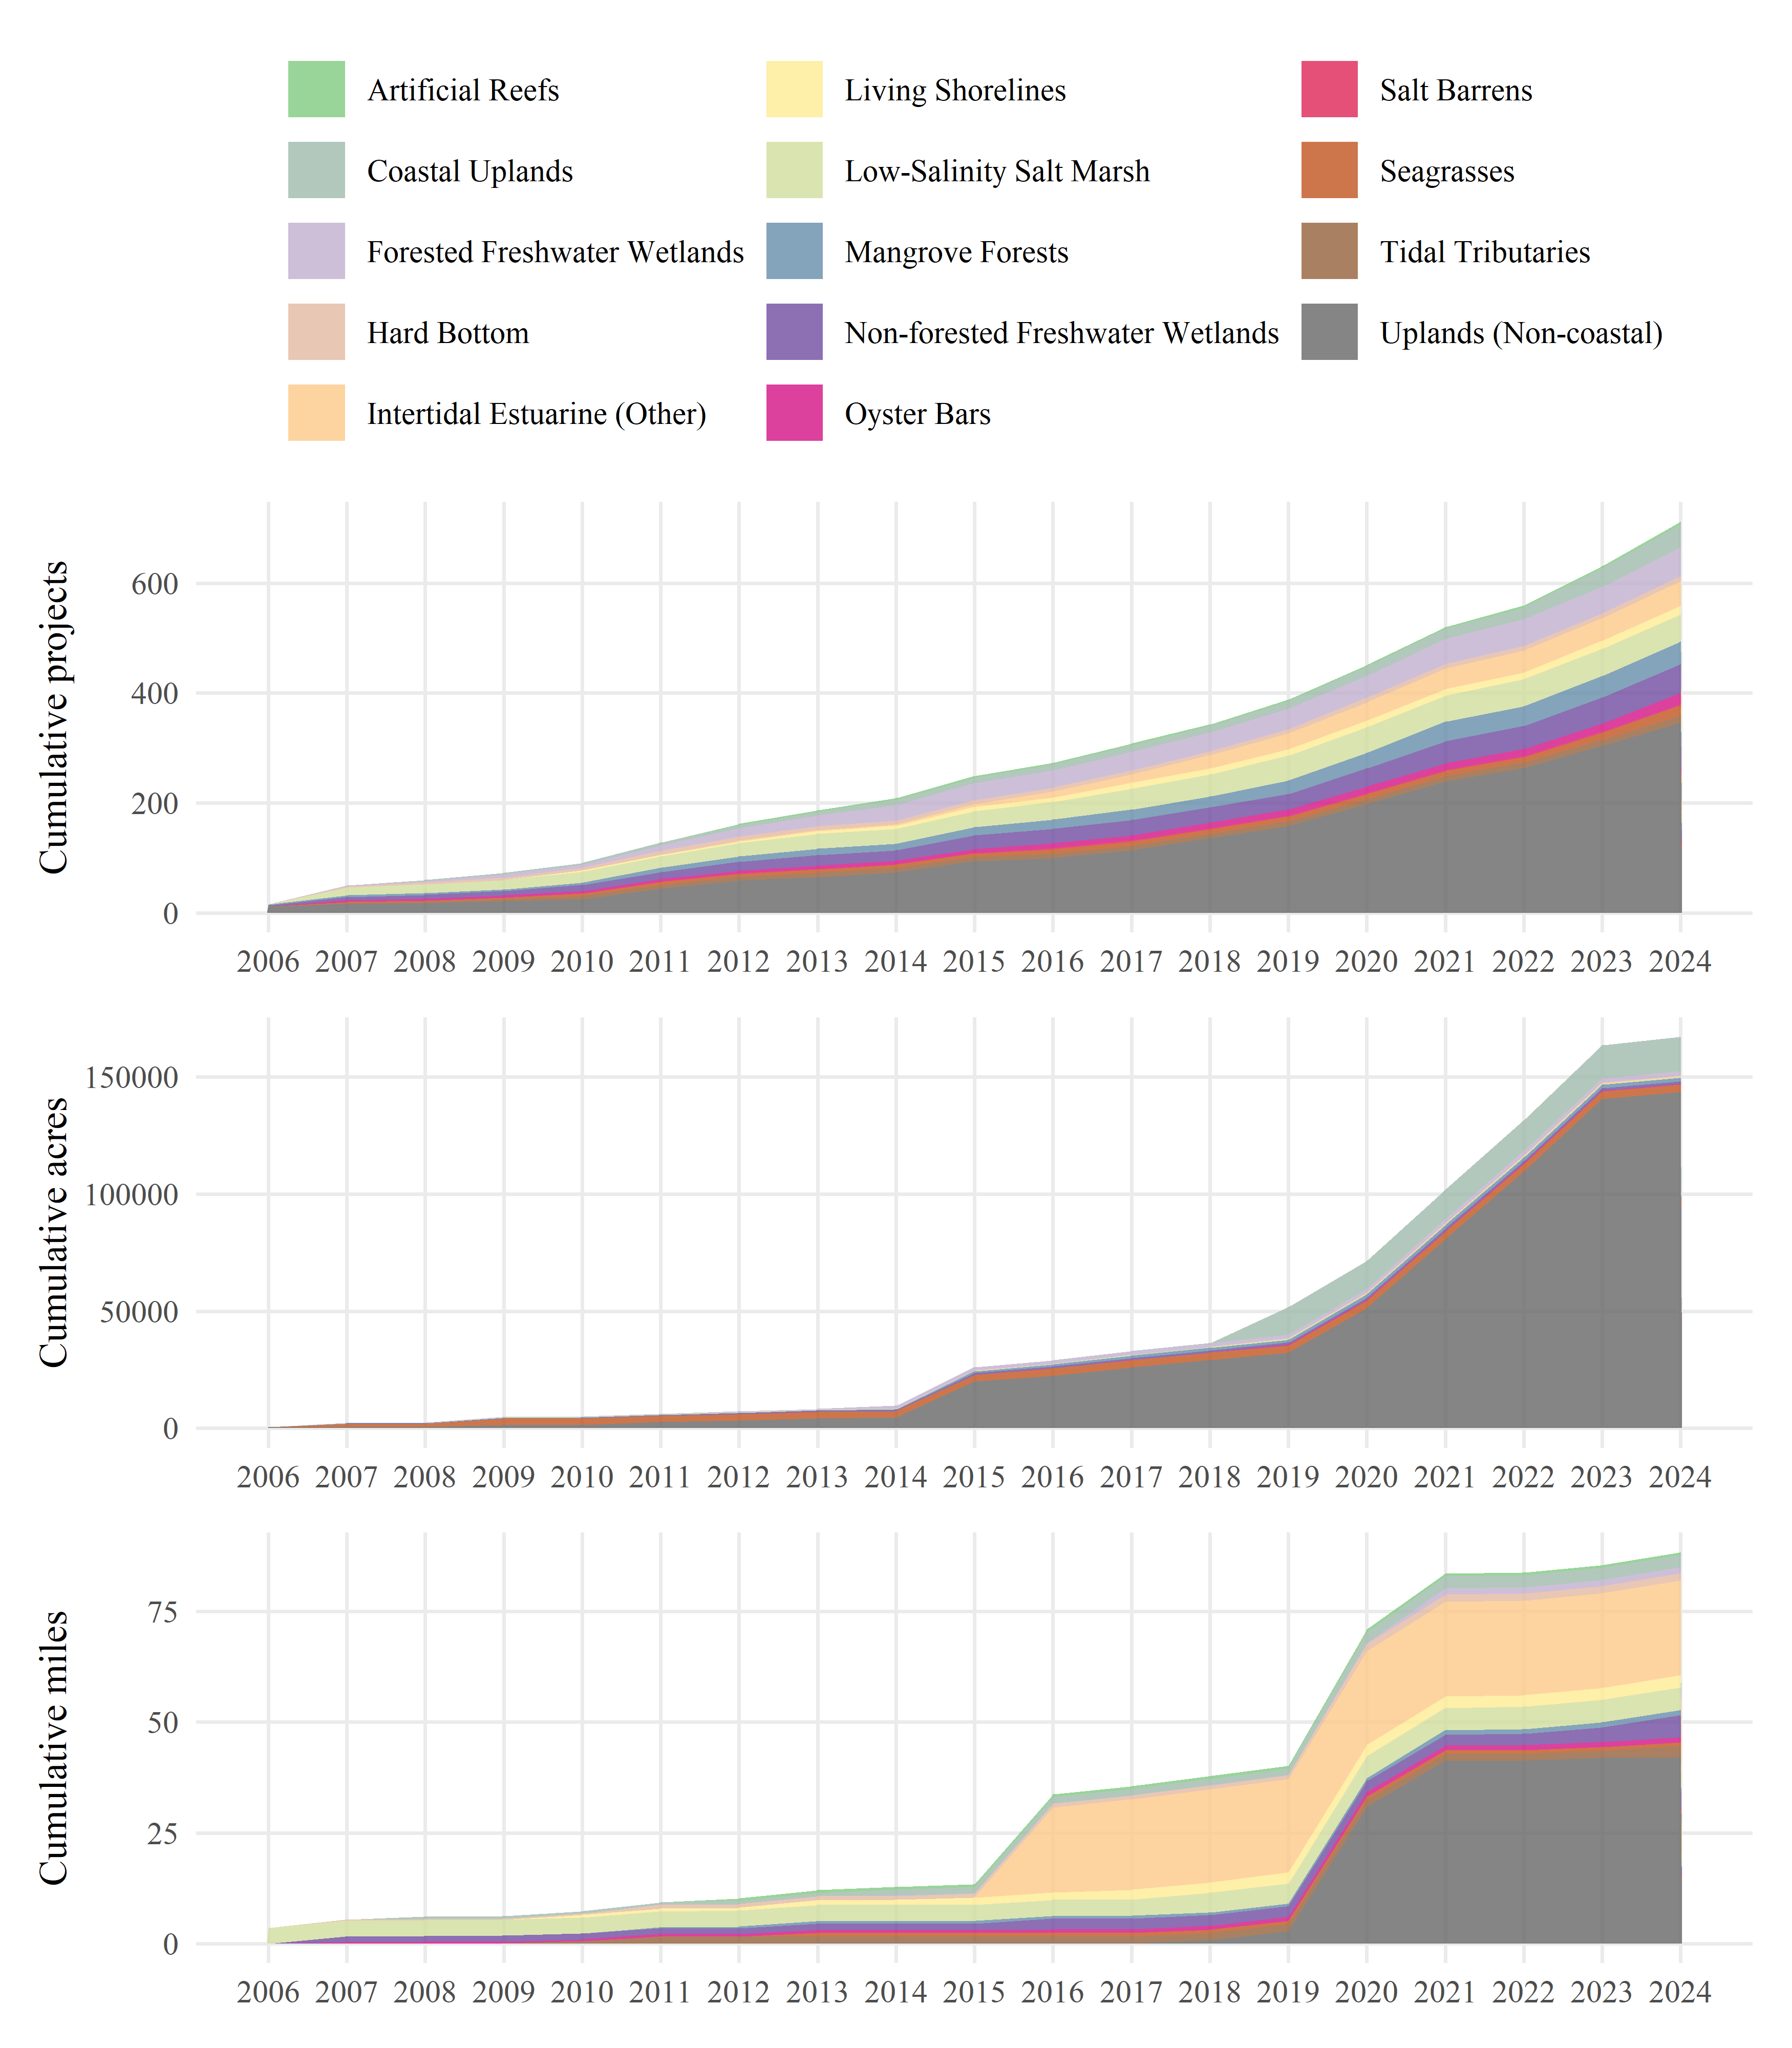 Artificial Reefs
Living Shorelines
Salt Barrens
Coastal Uplands
Low-Salinity Salt Marsh
Seagrasses
Forested Freshwater Wetlands
Mangrove Forests
Tidal Tributaries
Hard Bottom
Non-forested Freshwater Wetlands
Uplands (Non-coastal)
Intertidal Estuarine (Other)
Oyster Bars
Cumulative projects
600
400
200
0
2006 2007 2008 2009 2010 2011 2012 2013 2014 2015 2016 2017 2018 2019 2020 2021 2022 2023 2024
Cumulative acres
150000
100000
50000
0
2006 2007 2008 2009 2010 2011 2012 2013 2014 2015 2016 2017 2018 2019 2020 2021 2022 2023 2024
Cumulative miles
75
50
25
0
2006 2007 2008 2009 2010 2011 2012 2013 2014 2015 2016 2017 2018 2019 2020 2021 2022 2023 2024